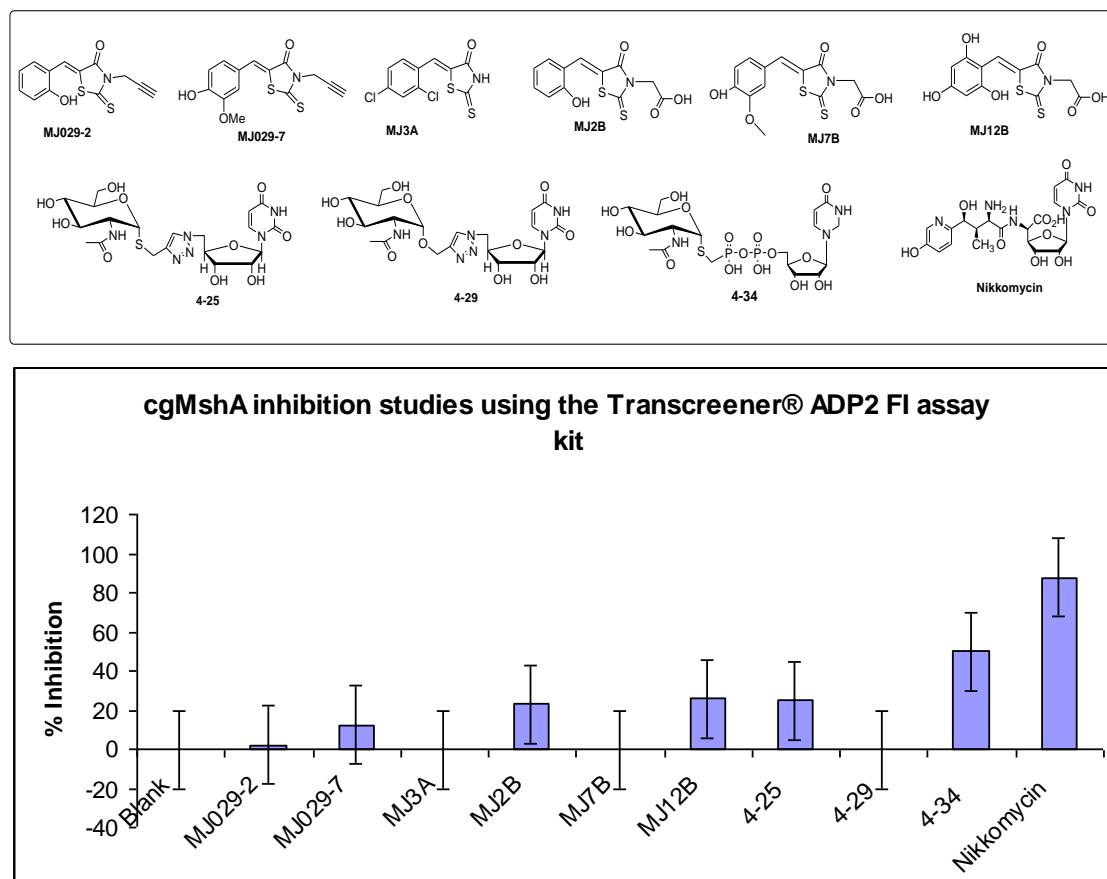 MJ029-2
MJ029-7
MJ3A
MJ2B
MJ7B
MJ12B
4-25
4-29
4-34
Nikkomycin
cgMshA inhibition studies using the Transcreener® ADP2 FI assay
kit
% Inhibition
120
100
80
60
40
20
0
-20
-40
Blank
MJ029-2
MJ029-7
MJ3A
MJ2B
MJ7B
MJ12B
4-25
4-29
4-34
Nikkomycin